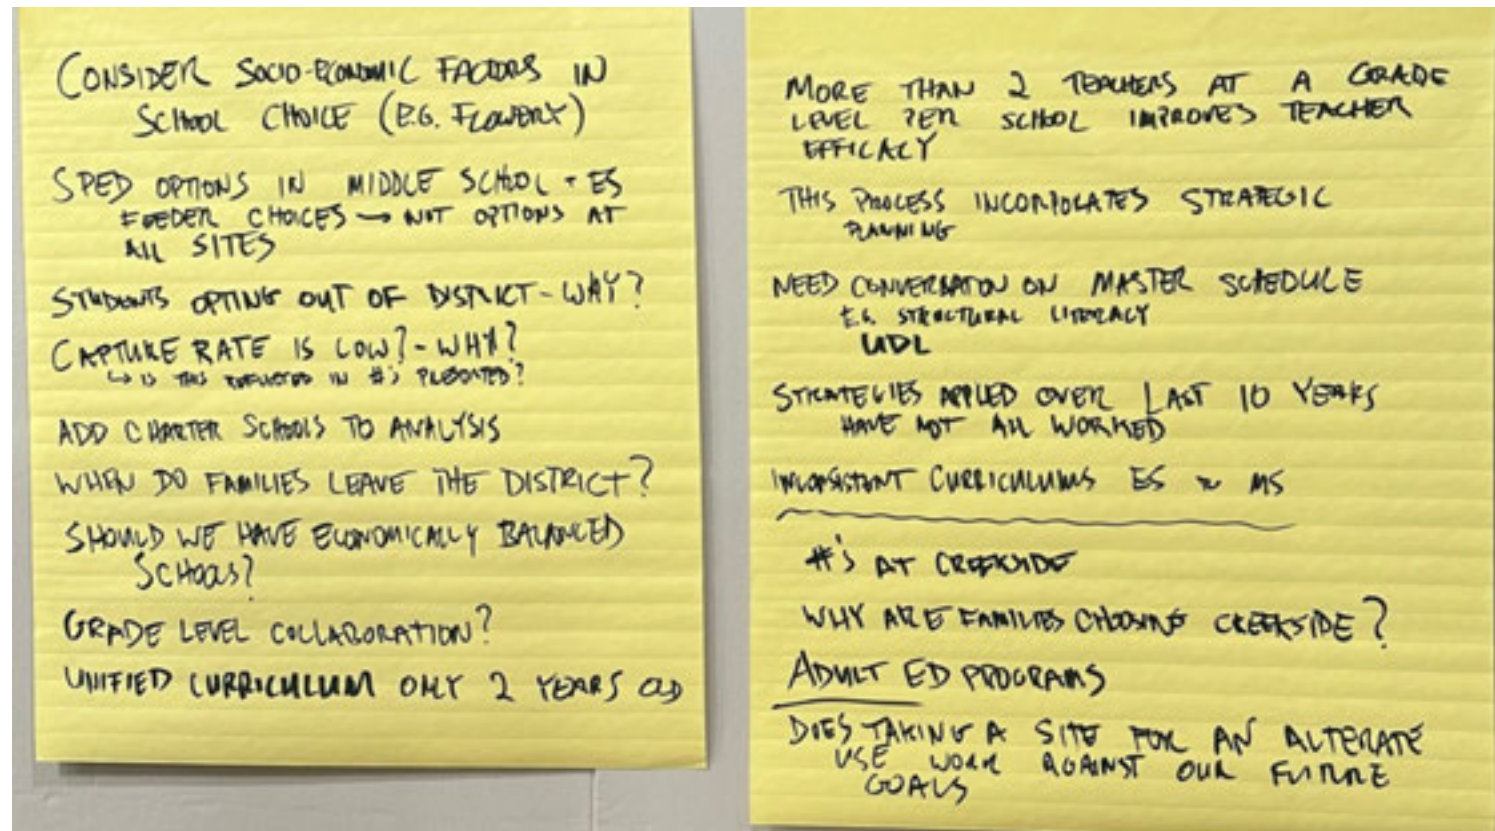 CONSIDER SOCIO-ECONOMIC FACTORS IN
SCHOOL CHOICE (E.G. FLOWERY)
SPED OPTIONS IN MIDDLE SCHOOL + ES
FEEDER CHOICES → NOT OPTIONS AT
ALL SITES
STUDENTS OPTING OUT OF DISTRICT - WHY?
CAPTURE RATE IS LOW? - WHY?
↳ IS THIS REFLECTED IN #'S PRESENTED?
ADD CHARTER SCHOOLS TO ANALYSIS
WHEN DO FAMILIES LEAVE THE DISTRICT?
SHOULD WE HAVE ECONOMICALLY BALANCED
SCHOOLS?
GRADE LEVEL COLLABORATION?
UNIFIED CURRICULUM ONLY 2 YEARS OLD
MORE THAN 2 TEACHERS AT A GRADE
LEVEL PER SCHOOL IMPROVES TEACHER
EFFICACY
THIS PROCESS INCORPORATES STRATEGIC
PLANNING
NEED CONVERSATION ON MASTER SCHEDULE
E.G. STRUCTURAL LITERACY
UDL
STRATEGIES APPLIED OVER LAST 10 YEARS
HAVE NOT ALL WORKED
INCONSISTENT CURRICULUMS ES ~ MS
#'S AT CREEKSIDE
WHY ARE FAMILIES CHOOSING CREEKSIDE?
ADULT ED PROGRAMS
DOES TAKING A SITE FOR AN ALTERATE
USE WORK AGAINST OUR FUTURE
GOALS